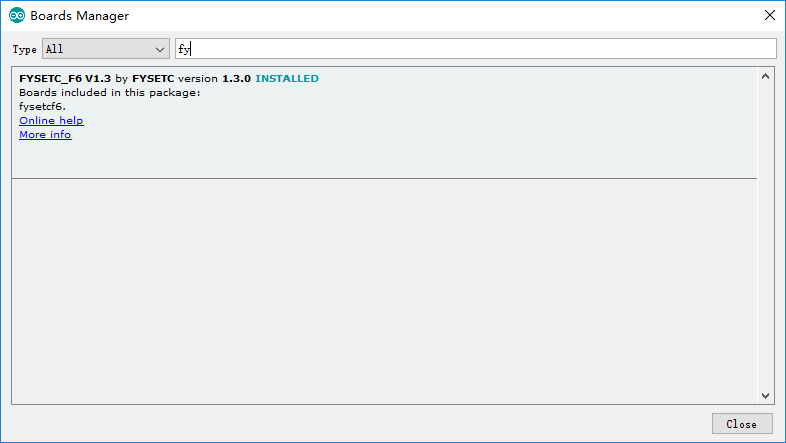 Boards Manager
Type All fy
FYSETC_F6 V1.3 by FYSETC version 1.3.0 INSTALLED
Boards included in this package:
fysetcf6.
Online help
More info
Close